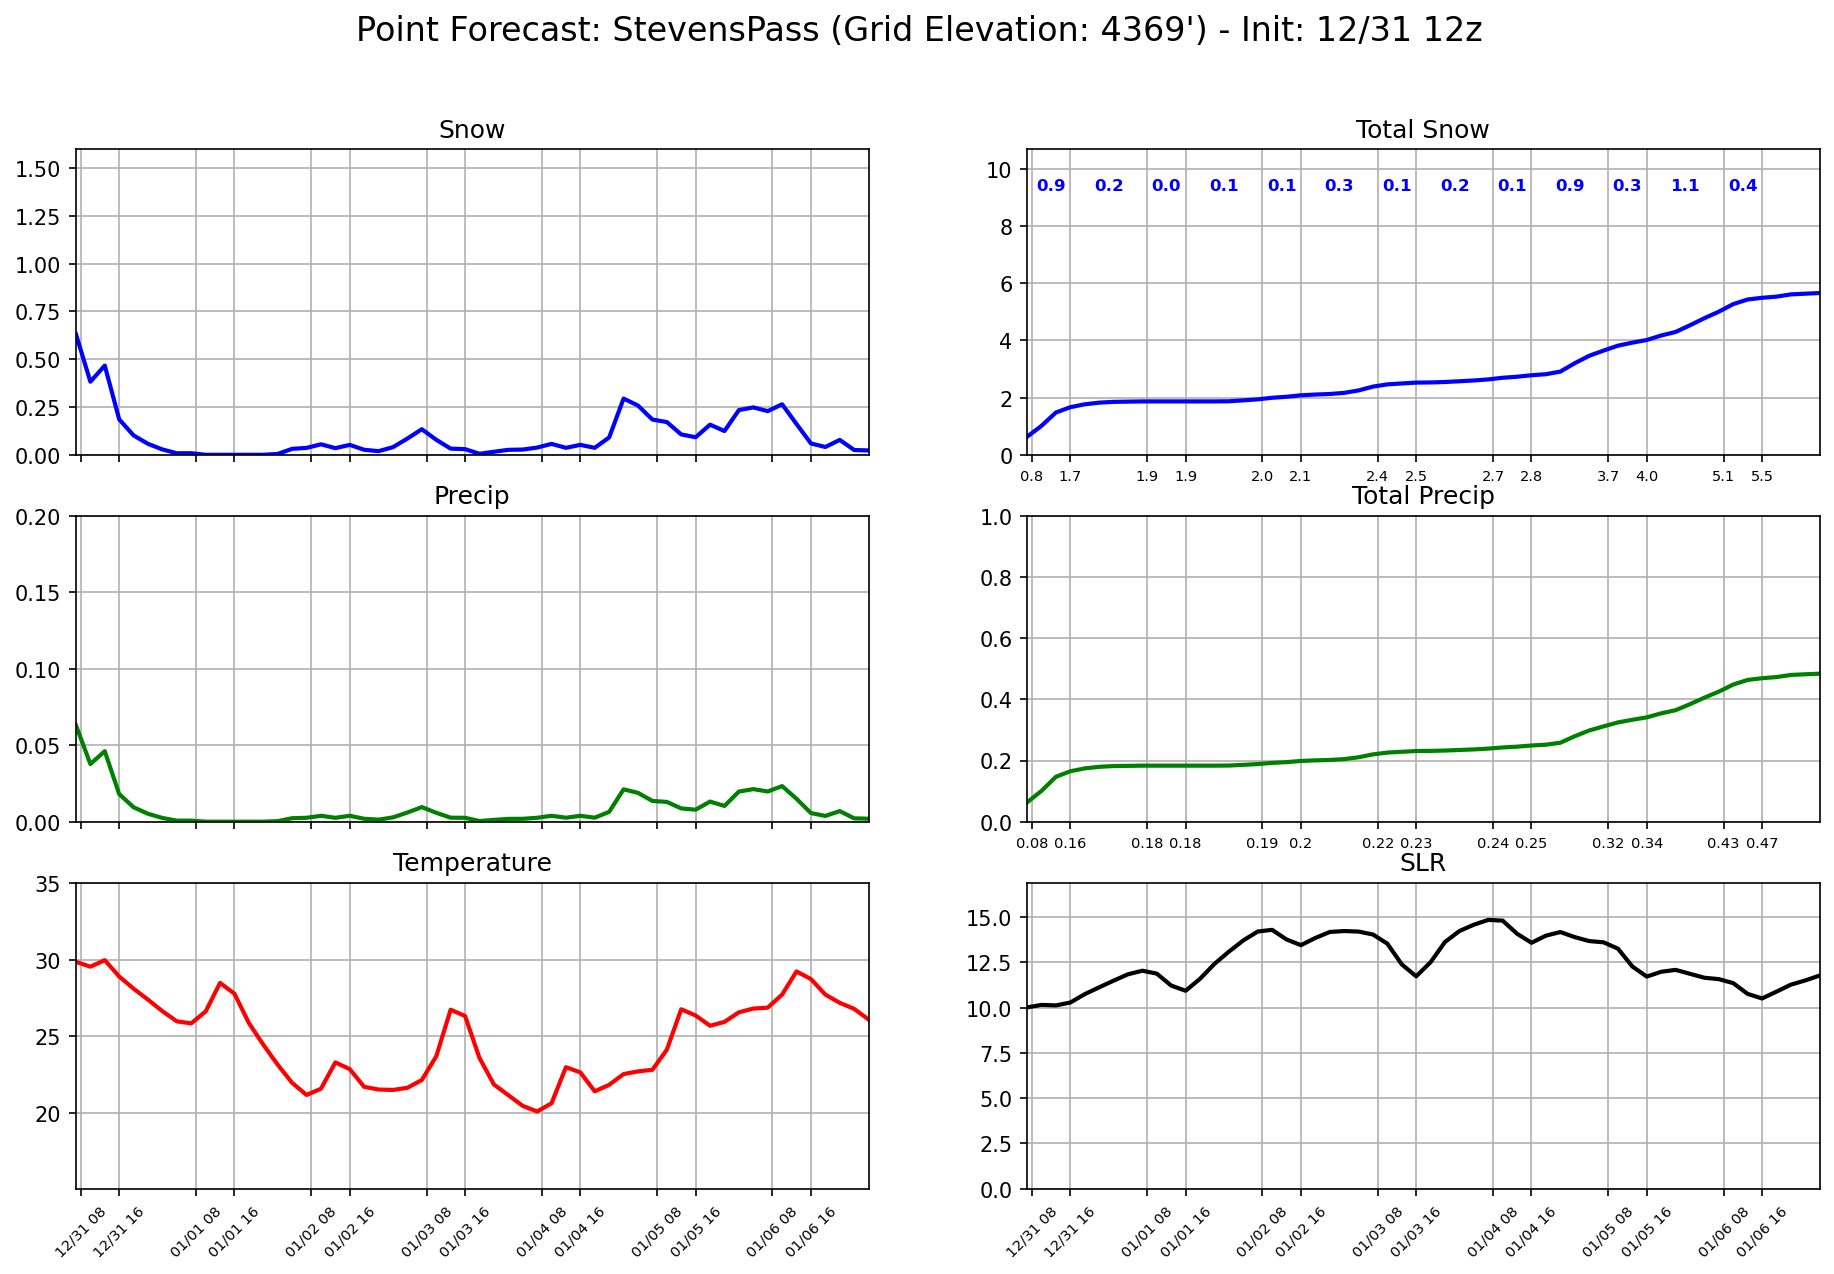 Point Forecast: StevensPass (Grid Elevation: 4369') - Init: 12/31 12z
Snow
1.50
1.25
1.00
0.75
0.50
0.25
0.00
Total Snow
10
8
6
4
2
0
0.9 0.2 0.0 0.1 0.1 0.3 0.1 0.2 0.1 0.9 0.3 1.1 0.4
0.8 1.7 1.9 1.9 2.0 2.1 2.4 2.5 2.7 2.8 3.7 4.0 5.1 5.5
Precip
0.20
0.15
0.10
0.05
0.00
Total Precip
1.0
0.8
0.6
0.4
0.2
0.0
0.08 0.16 0.18 0.18 0.19 0.2 0.22 0.23 0.24 0.25 0.32 0.34 0.43 0.47
Temperature
35
30
25
20
12/31 08 12/31 16 01/01 08 01/01 16 01/02 08 01/02 16 01/03 08 01/03 16 01/04 08 01/04 16 01/05 08 01/05 16 01/06 08 01/06 16
SLR
15.0
12.5
10.0
7.5
5.0
2.5
0.0
12/31 08 12/31 16 01/01 08 01/01 16 01/02 08 01/02 16 01/03 08 01/03 16 01/04 08 01/04 16 01/05 08 01/05 16 01/06 08 01/06 16